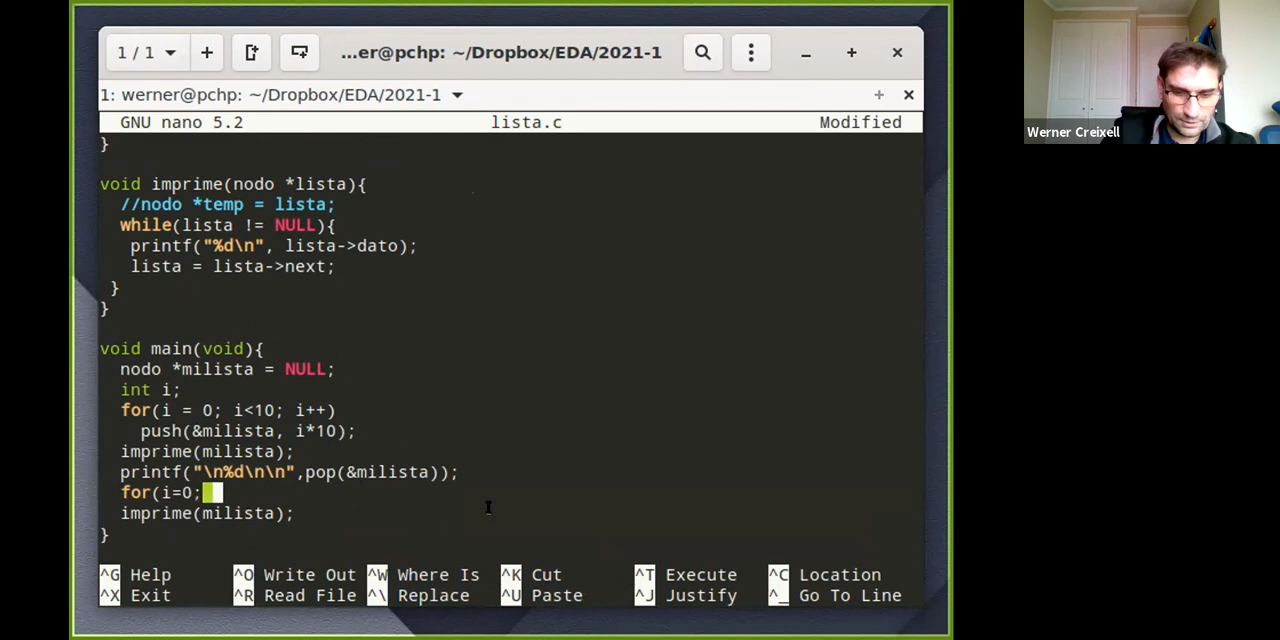 1 / 1
...er@pchp: ~/Dropbox/EDA/2021-1
1: werner@pchp: ~/Dropbox/EDA/2021-1
GNU nano 5.2 lista.c Modified
}
void imprime(nodo *lista){
//nodo *temp = lista;
while(lista != NULL){
printf("%d\n", lista->dato);
lista = lista->next;
}
}
void main(void){
nodo *milista = NULL;
int i;
for(i = 0; i<10; i++)
push(&milista, i*10);
imprime(milista);
printf("\n%d\n\n",pop(&milista));
for(i=0;
imprime(milista);
}
^G Help ^O Write Out ^W Where Is ^K Cut ^T Execute ^C Location
^X Exit ^R Read File ^\ Replace ^U Paste ^J Justify ^_ Go To Line
Werner Creixell